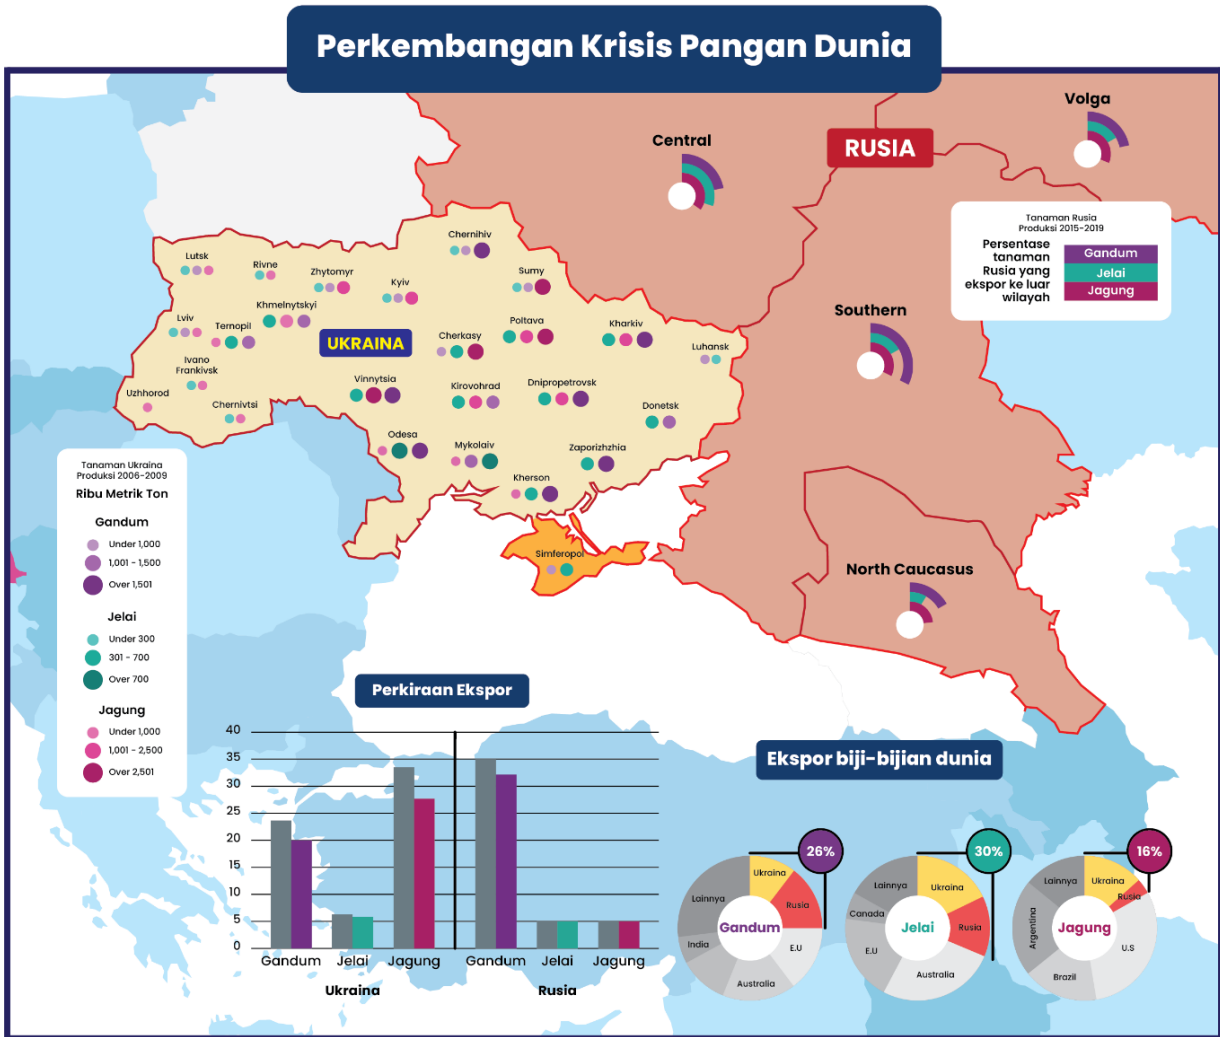 Perkembangan Krisis Pangan Dunia
Volga
Central
RUSIA
Tanaman Rusia
Produksi 2015-2019
Persentase
tanaman
Rusia yang
ekspor ke luar
wilayah
Gandum
Jelai
Jagung
Chernihiv
Lutsk
Rivne
Zhytomyr
Kyiv
Sumy
Khmelnytskyi
Lviv
Ternopil
UKRAINA
Cherkasy
Poltava
Kharkiv
Luhansk
Southern
Ivano
Frankivsk
Uzhhorod
Chernivtsi
Vinnytsia
Kirovohrad
Dnipropetrovsk
Donetsk
Odesa
Mykolaiv
Zaporizhzhia
Kherson
Simferopol
North Caucasus
Tanaman Ukraina
Produksi 2006-2009
Ribu Metrik Ton
Gandum
Under 1,000
1,001 - 1,500
Over 1,501
Jelai
Under 300
301 - 700
Over 700
Jagung
Under 1,000
1,001 - 2,500
Over 2,501
Perkiraan Ekspor
40
35
30
25
20
15
10
5
0
Gandum
Jelai
Jagung
Gandum
Jelai
Jagung
Ukraina
Rusia
Ekspor biji-bijian dunia
26%
Ukraina
Rusia
E.U
Australia
India
Lainnya
Gandum
30%
Ukraina
Rusia
Australia
E.U
Canada
Lainnya
Jelai
16%
Ukraina
Rusia
U.S
Brazil
Argentina
Lainnya
Jagung